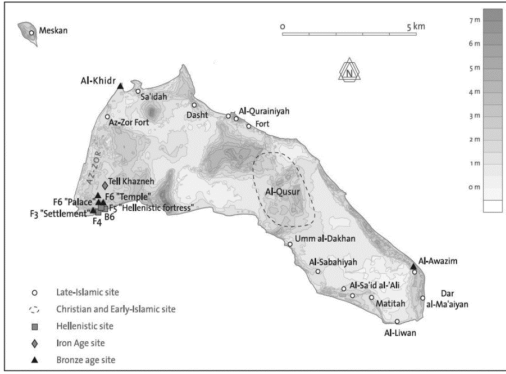 Meskan
0
5 km
7 m
6 m
5 m
4 m
3 m
2 m
1 m
0 m
N
Al-Khidr
Sa'idah
Dasht
Al-Qurainiyah
Fort
Az-Zor Fort
AZ-ZOR
Tell Khazneh
F6 "Palace"
F6 "Temple"
F3 "Settlement"
F5 "Hellenistic fortress"
F4
B6
Al-Qusur
Umm al-Dakhan
Al-Sabahiyah
Al-Awazim
Al-Sa'id al-'Ali
Matitah
Dar
al-Ma'aiyan
Al-Liwan
Late-Islamic site
Christian and Early-Islamic site
Hellenistic site
Iron Age site
Bronze age site